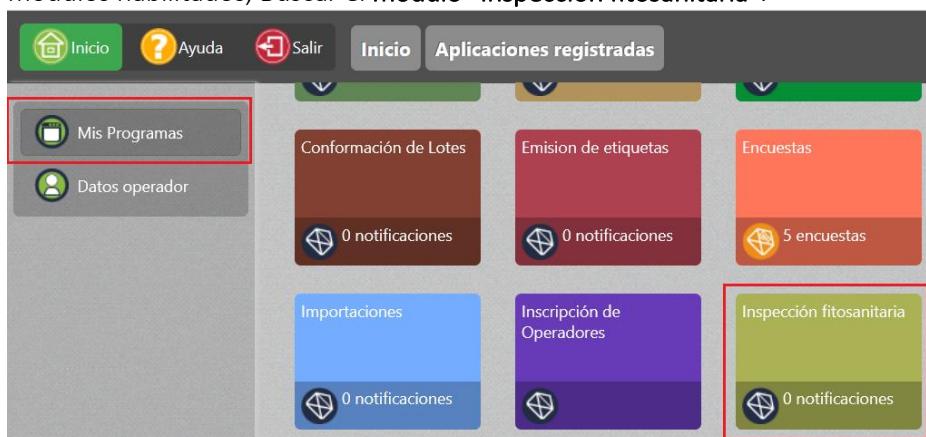 módulos habilitados, Buscar el módulo "Inspección fitosanitaria".
Inicio
Ayuda
Salir
Inicio
Aplicaciones registradas
Mis Programas
Datos operador
Conformación de Lotes
0 notificaciones
Emision de etiquetas
0 notificaciones
Encuestas
5 encuestas
Importaciones
0 notificaciones
Inscripción de
Operadores
Inspección fitosanitaria
0 notificaciones